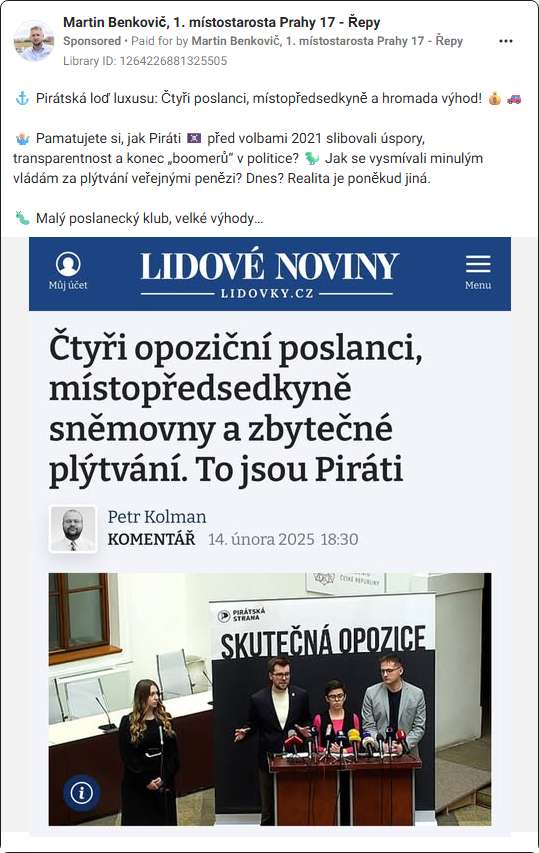 Martin Benkovič, 1. místostarosta Prahy 17 - Řepy
Sponsored • Paid for by Martin Benkovič, 1. místostarosta Prahy 17 - Řepy
Library ID: 1264226881325505
⚓ Pirátská loď luxusu: Čtyři poslanci, místopředsedkyně a hromada výhod! 💰 🚗
🤷 Pamatujete si, jak Piráti 🏴‍☠️ před volbami 2021 slibovali úspory,
transparentnost a konec „boomerů“ v politice? 🦖 Jak se vysmívali minulým
vládám za plýtvání veřejnými penězi? Dnes? Realita je poněkud jiná.
🐛 Malý poslanecký klub, velké výhody…
Můj účet
LIDOVÉ NOVINY
LIDOVKY.CZ
Menu
Čtyři opoziční poslanci,
místopředsedkyně
sněmovny a zbytečné
plýtvání. To jsou Piráti
Petr Kolman
KOMENTÁŘ 14. února 2025 18:30
ČESKÉ REPUBLIKY
PIRÁTSKÁ
STRANA
SKUTEČNÁ OPOZICE